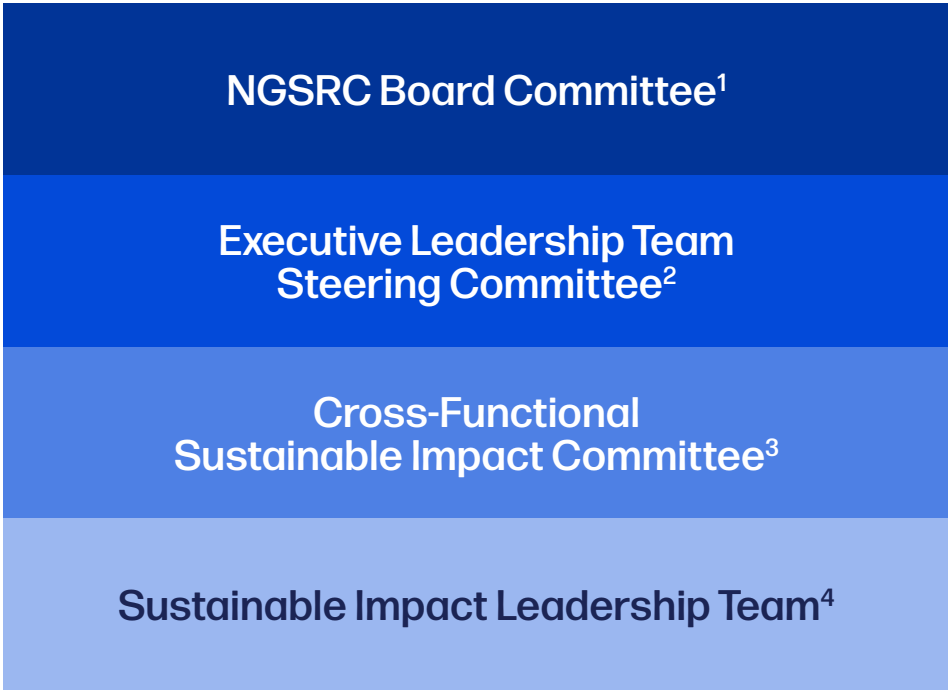 NGSRC Board Committee¹
Executive Leadership Team
Steering Committee²
Cross-Functional
Sustainable Impact Committee³
Sustainable Impact Leadership Team⁴